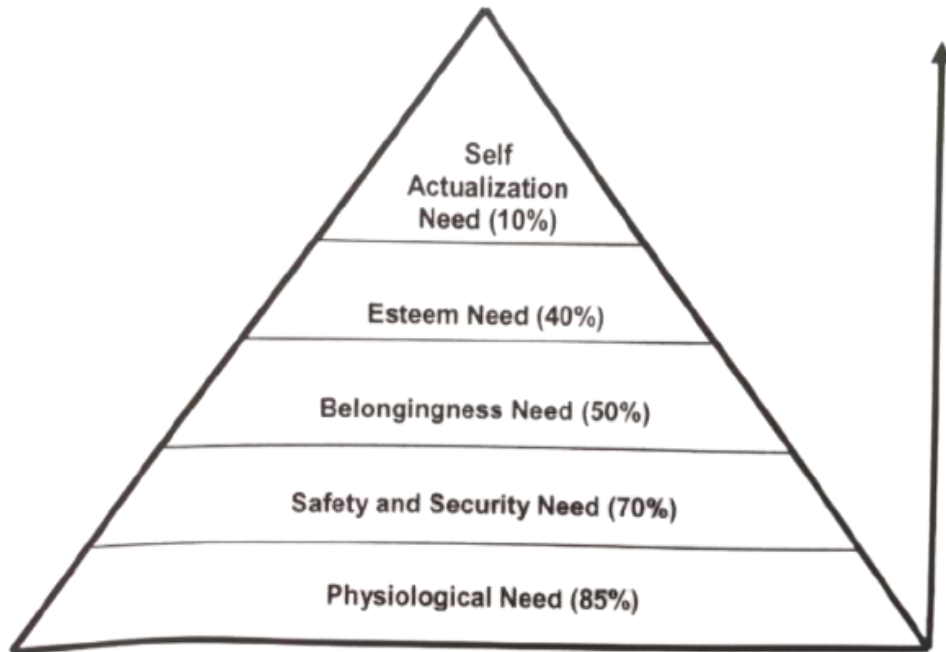 Self
Actualization
Need (10%)
Esteem Need (40%)
Belongingness Need (50%)
Safety and Security Need (70%)
Physiological Need (85%)